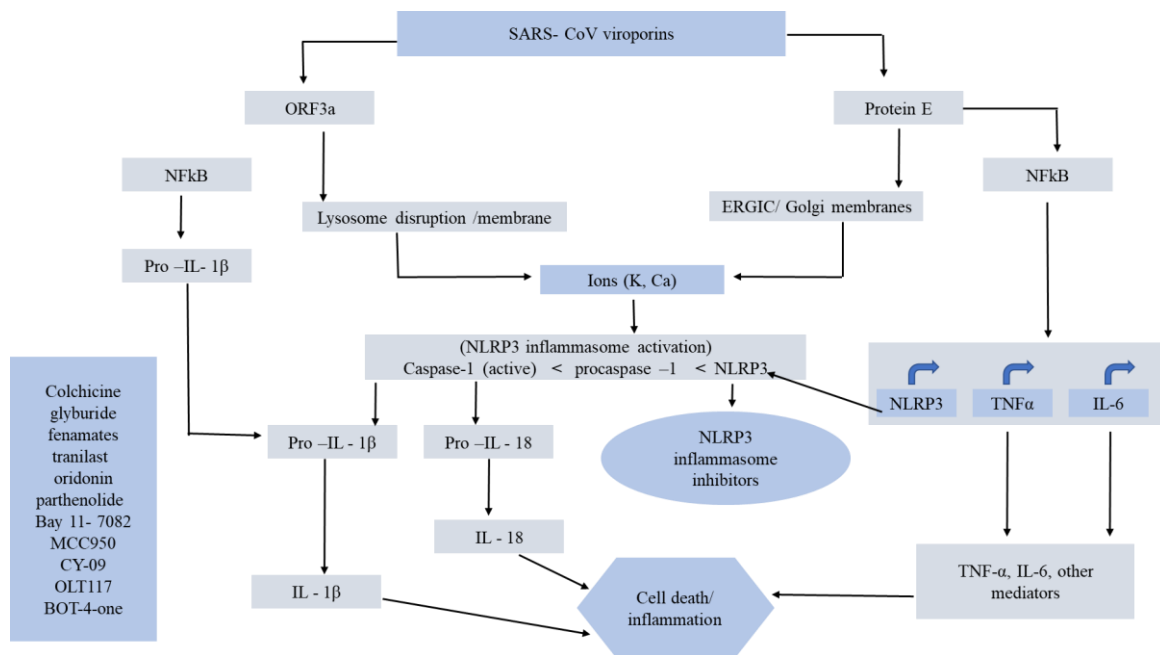 SARS- CoV viroporins
ORF3a
Protein E
NFkB
NFkB
Lysosome disruption /membrane
ERGIC/ Golgi membranes
Pro –IL- 1β
Ions (K, Ca)
(NLRP3 inflammasome activation)
Caspase-1 (active) < procaspase –1 < NLRP3
NLRP3
TNFα
IL-6
Colchicine
glyburide
fenamates
tranilast
oridonin
parthenolide
Bay 11- 7082
MCC950
CY-09
OLT117
BOT-4-one
Pro –IL - 1β
Pro –IL - 18
NLRP3
inflammasome
inhibitors
IL - 18
IL - 1β
Cell death/
inflammation
TNF-α, IL-6, other
mediators